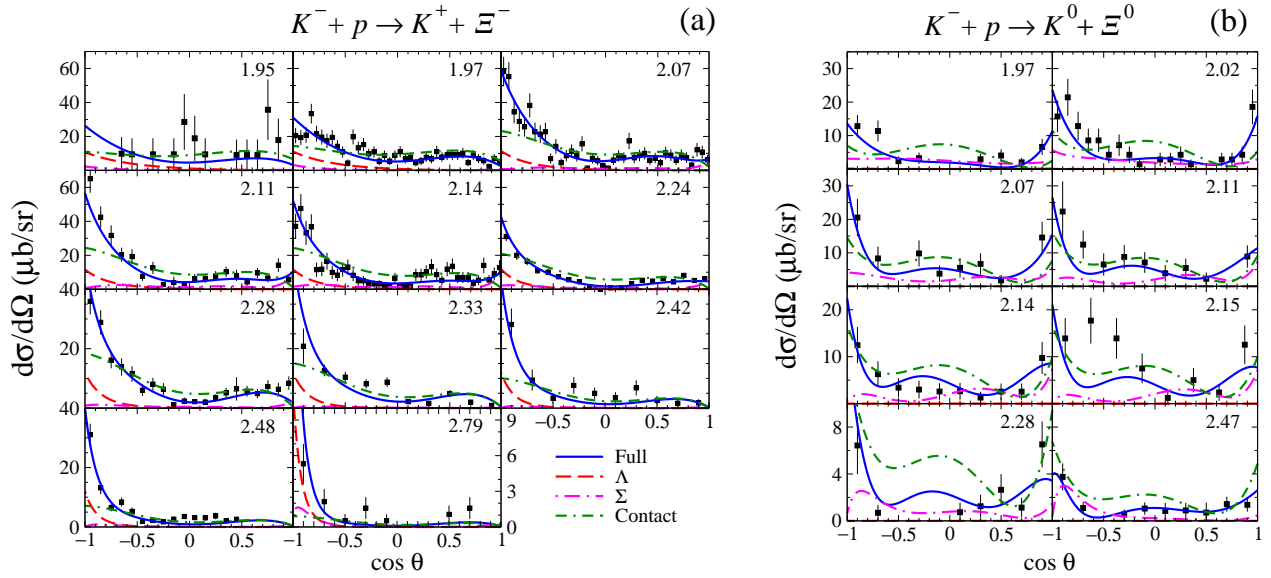 K⁻ + p → K⁺ + Ξ⁻ (a)
1.95 1.97 2.07
60 40 20
2.11 2.14 2.24
60 40 20
2.28 2.33 2.42
40 20
−0.5 0 0.5 1
2.48 2.79
40 20 0
9 6 3 0
−1 −0.5 0 0.5 −1 −0.5 0 0.5 1
cos θ
dσ/dΩ (μb/sr)
Full
Λ
Σ
Contact
K⁻ + p → K⁰ + Ξ⁰ (b)
1.97 2.02
30 20 10 0
2.07 2.11
30 20 10 0
2.14 2.15
20 10 0
2.28 2.47
8 4 0
−1 −0.5 0 0.5 −1 −0.5 0 0.5 1
cos θ
dσ/dΩ (μb/sr)